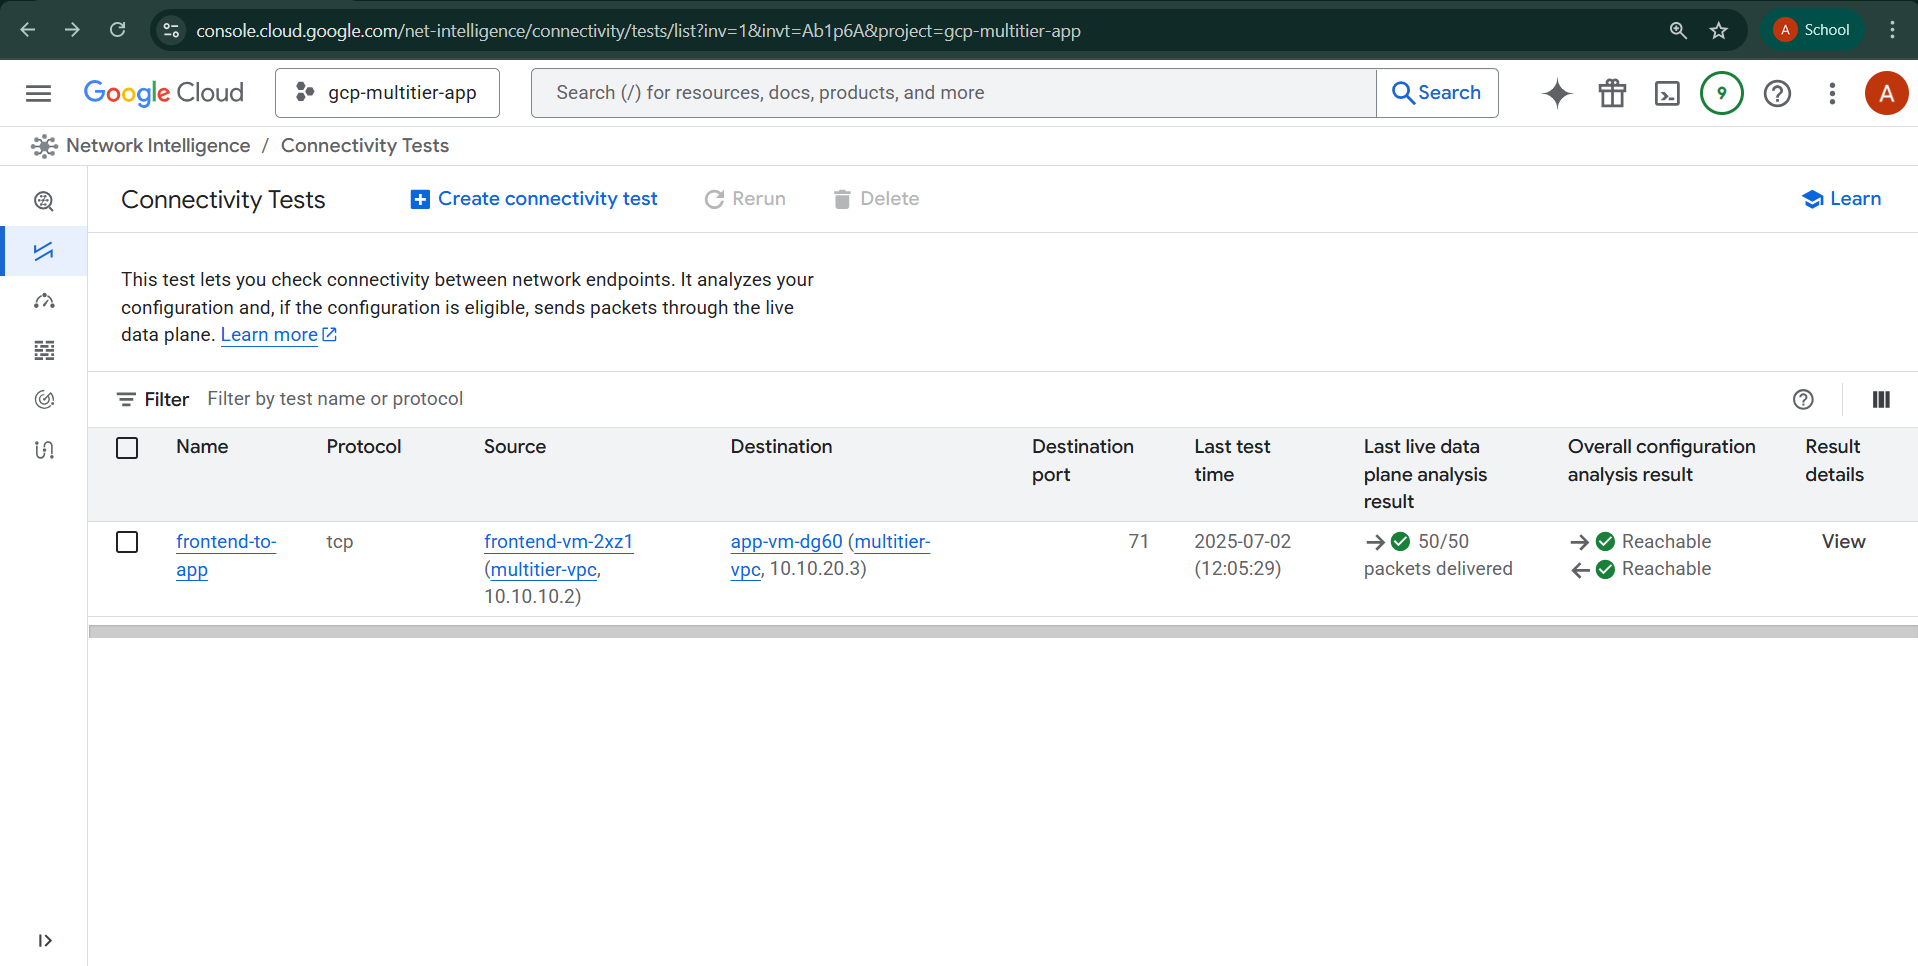 console.cloud.google.com/net-intelligence/connectivity/tests/list?inv=1&invt=Ab1p6A&project=gcp-multitier-app
A School
Google Cloud
gcp-multitier-app
Search (/) for resources, docs, products, and more
Search
9
A
Network Intelligence / Connectivity Tests
Connectivity Tests
Create connectivity test
Rerun
Delete
Learn
This test lets you check connectivity between network endpoints. It analyzes your
configuration and, if the configuration is eligible, sends packets through the live
data plane. Learn more
Filter Filter by test name or protocol
Name
Protocol
Source
Destination
Destination
port
Last test
time
Last live data
plane analysis
result
Overall configuration
analysis result
Result
details
frontend-to-
app
tcp
frontend-vm-2xz1
(multitier-vpc,
10.10.10.2)
app-vm-dg60 (multitier-
vpc, 10.10.20.3)
71
2025-07-02
(12:05:29)
50/50
packets delivered
Reachable
Reachable
View